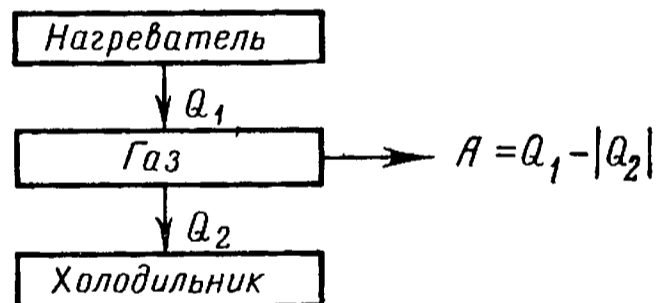 Нагреватель
Q₁
Газ
A = Q₁ - |Q₂|
Q₂
Холодильник